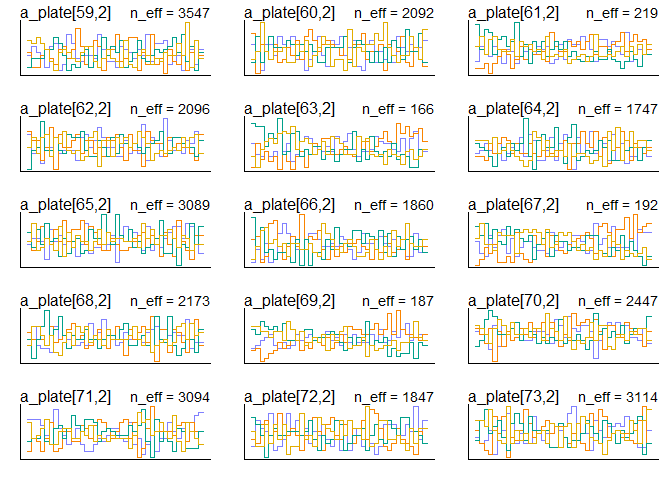 a_plate[59,2] n_eff = 3547 a_plate[60,2] n_eff = 2092 a_plate[61,2] n_eff = 219
a_plate[62,2] n_eff = 2096 a_plate[63,2] n_eff = 166 a_plate[64,2] n_eff = 1747
a_plate[65,2] n_eff = 3089 a_plate[66,2] n_eff = 1860 a_plate[67,2] n_eff = 192
a_plate[68,2] n_eff = 2173 a_plate[69,2] n_eff = 187 a_plate[70,2] n_eff = 2447
a_plate[71,2] n_eff = 3094 a_plate[72,2] n_eff = 1847 a_plate[73,2] n_eff = 3114